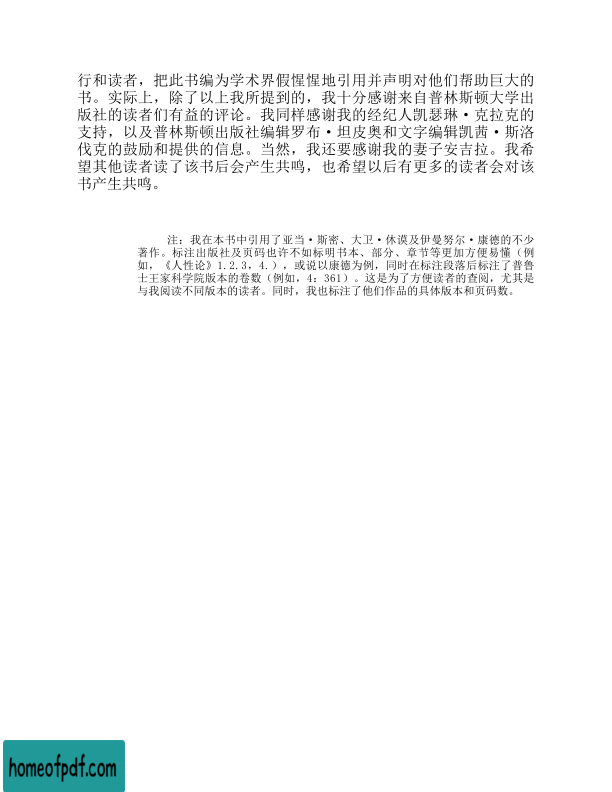 行和读者，把此书编为学术界假惺惺地引用并声明对他们帮助巨大的
书。实际上，除了以上我所提到的，我十分感谢来自普林斯顿大学出
版社的读者们有益的评论。我同样感谢我的经纪人凯瑟琳·克拉克的
支持，以及普林斯顿出版社编辑罗布·坦皮奥和文字编辑凯茜·斯洛
伐克的鼓励和提供的信息。当然，我还要感谢我的妻子安吉拉。我希
望其他读者读了该书后会产生共鸣，也希望以后有更多的读者会对该
书产生共鸣。
注：我在本书中引用了亚当·斯密、大卫·休谟及伊曼努尔·康德的不少
著作。标注出版社及页码也许不如标明书本、部分、章节等更加方便易懂（例
如，《人性论》1.2.3, 4.），或说以康德为例，同时在标注段落后标注了普鲁
士王家科学院版本的卷数（例如，4：361）。这是为了方便读者的查阅，尤其是
与我阅读不同版本的读者。同时，我也标注了他们作品的具体版本和页码数。
homeofpdf.com